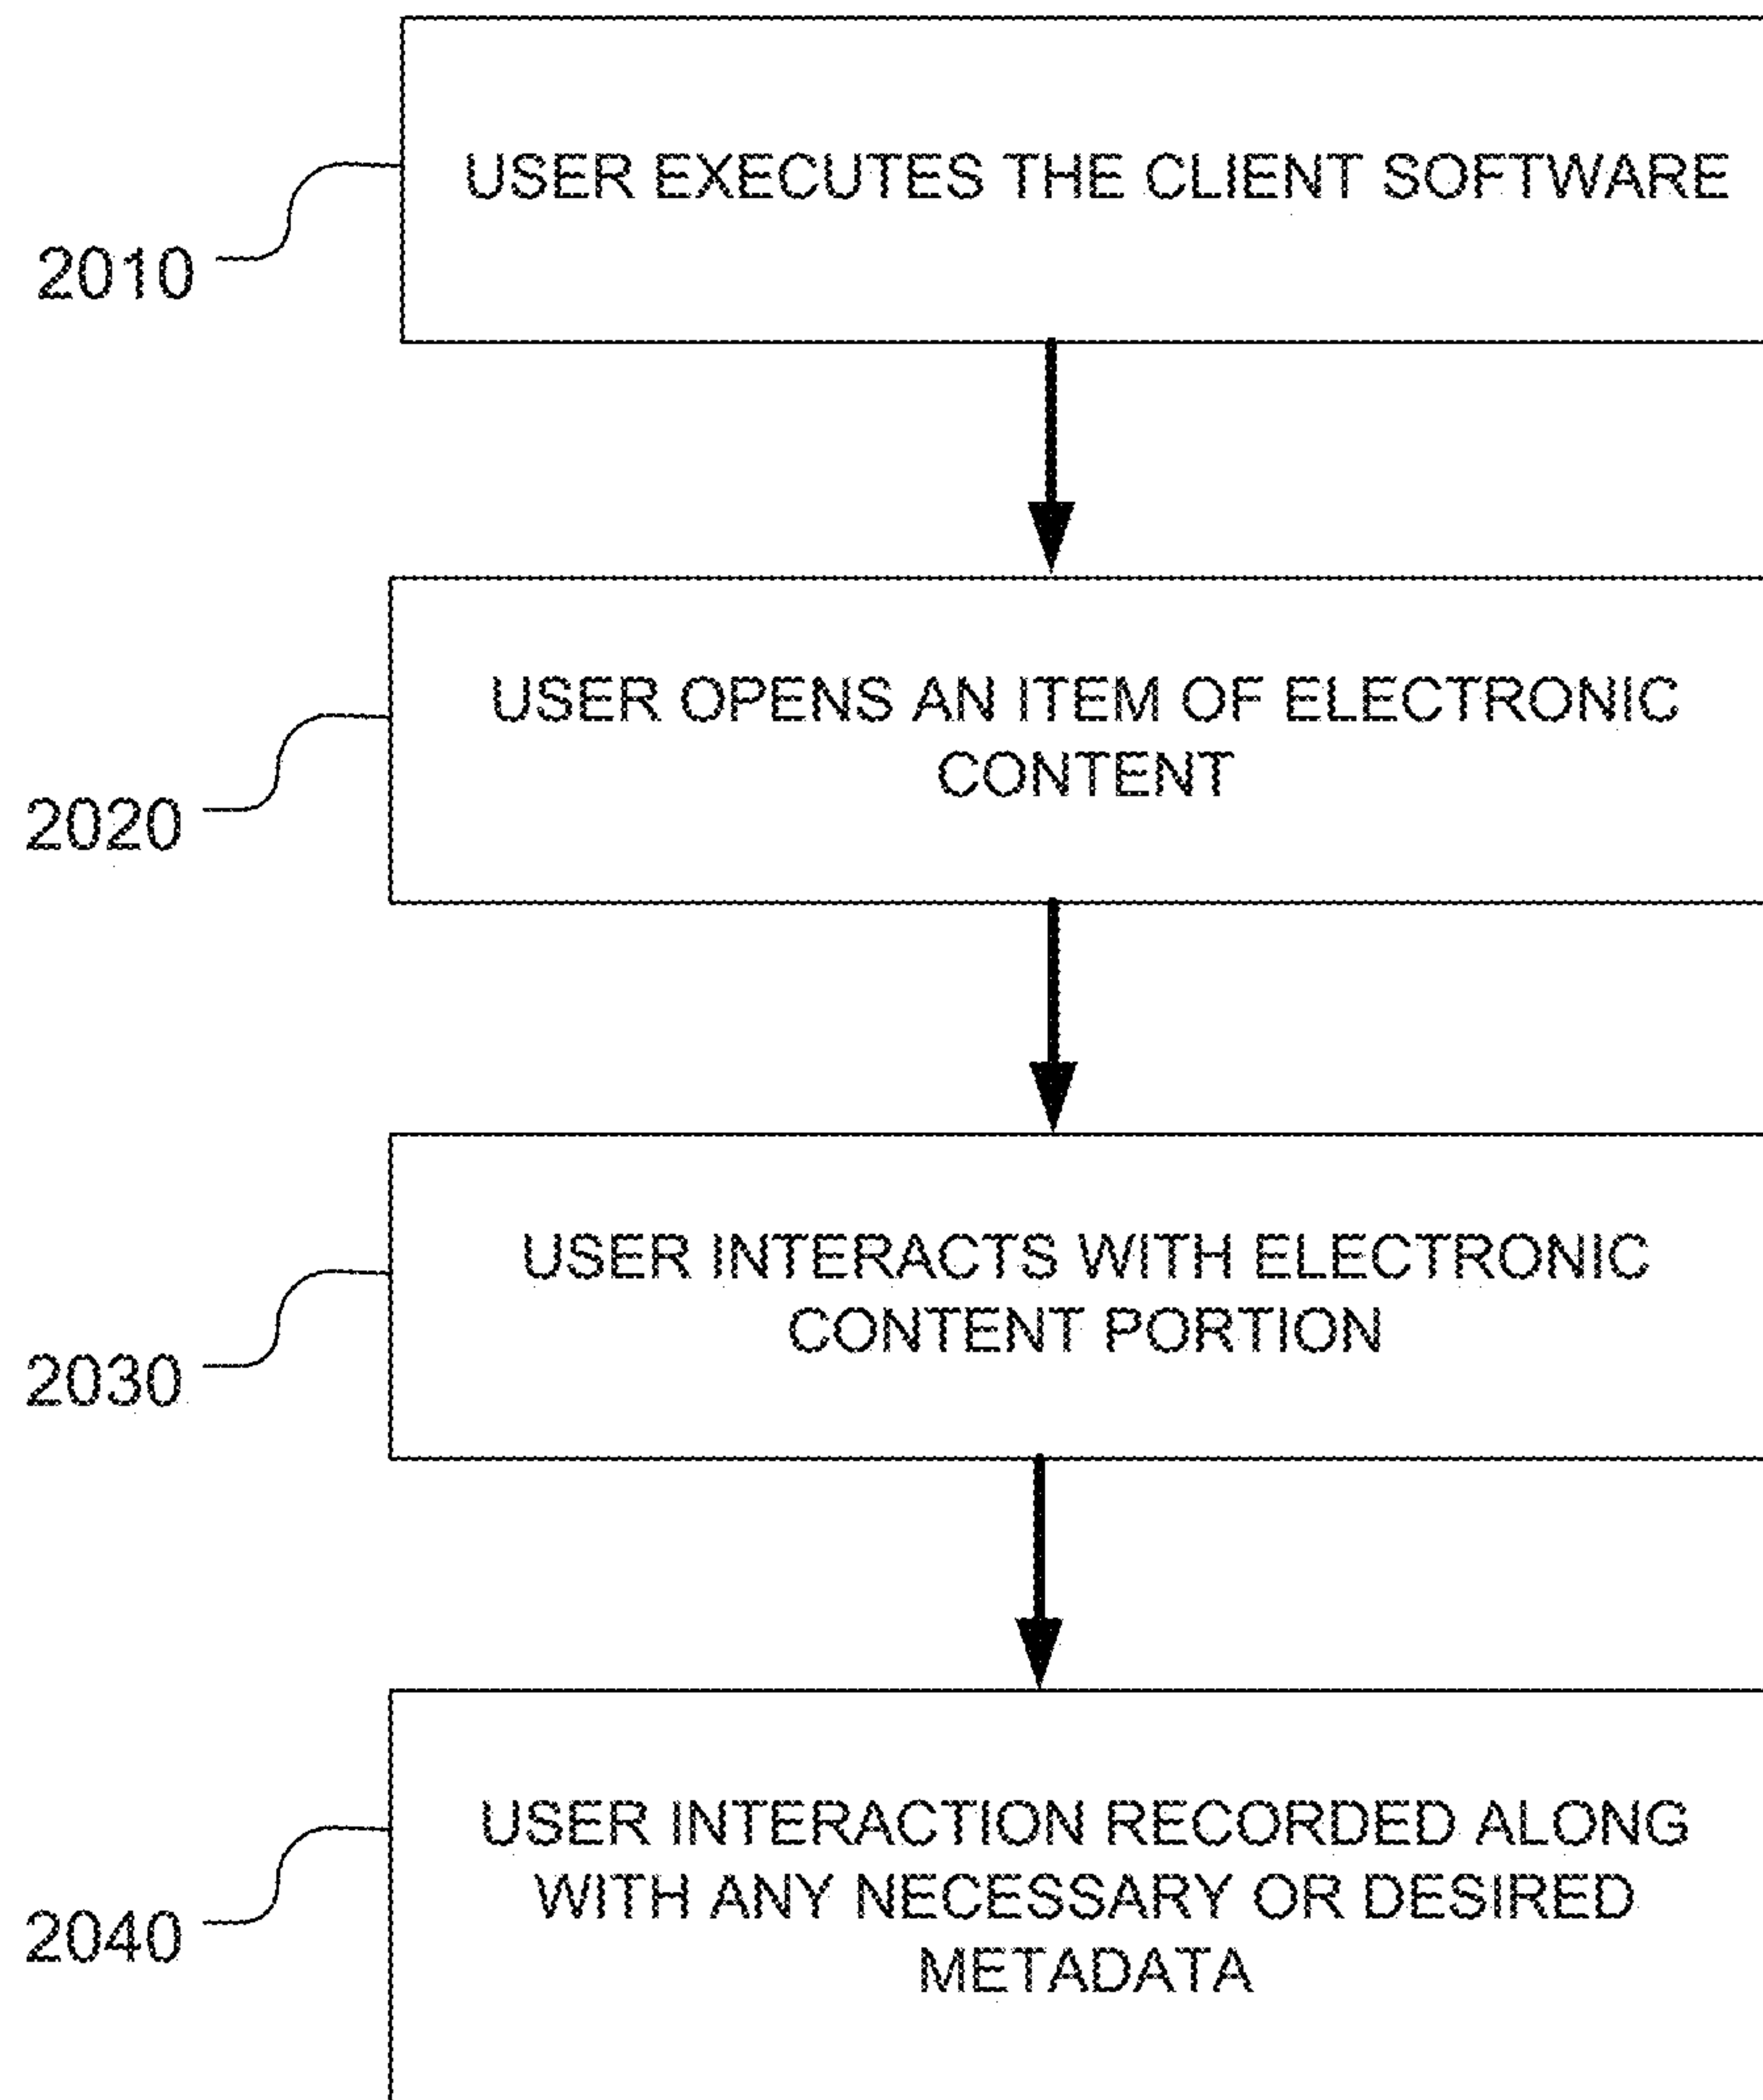 USER EXECUTES THE CLIENT SOFTWARE
2010
USER OPENS AN ITEM OF ELECTRONIC
CONTENT
2020
USER INTERACTS WITH ELECTRONIC
CONTENT PORTION
2030
USER INTERACTION RECORDED ALONG
WITH ANY NECESSARY OR DESIRED
METADATA
2040